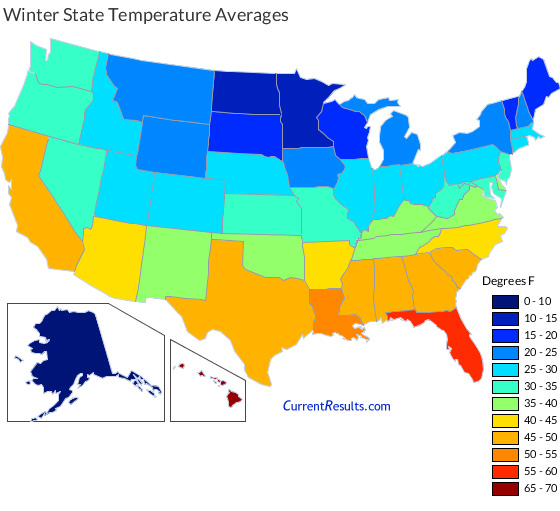 Winter State Temperature Averages
Degrees F
0 - 10
10 - 15
15 - 20
20 - 25
25 - 30
30 - 35
35 - 40
40 - 45
45 - 50
50 - 55
55 - 60
65 - 70
CurrentResults.com